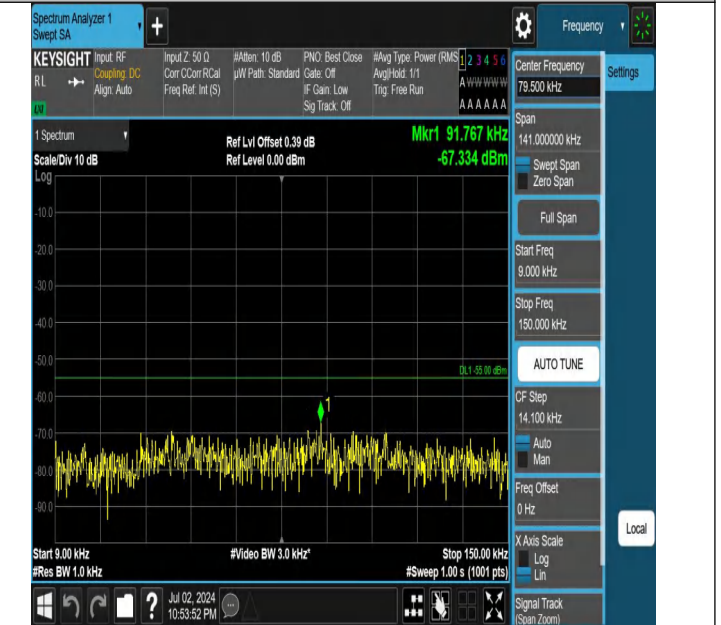 Spectrum Analyzer 1
Swept SA
+
Frequency
KEYSIGHT
RL
Input: RF
Coupling: DC
Align: Auto
Input Z: 50 Ω
Corr CCorr RCal
Freq Ref: Int (S)
#Atten: 10 dB
µW Path: Standard
PNO: Best Close
Gate: Off
IF Gain: Low
Sig Track: Off
#Avg Type: Power (RMS
Avg|Hold: 1/1
Trig: Free Run
1 2 3 4 5 6
A W W W W W
A A A A A A
1 Spectrum
Scale/Div 10 dB
Log
Ref Lvl Offset 0.39 dB
Ref Level 0.00 dBm
Mkr1 91.767 kHz
-67.334 dBm
-10.0
-20.0
-30.0
-40.0
-50.0
DL1 -55.00 dBm
-60.0
1
-70.0
-80.0
-90.0
Start 9.00 kHz
#Res BW 1.0 kHz
#Video BW 3.0 kHz*
Stop 150.00 kHz
#Sweep 1.00 s (1001 pts)
?
Jul 02, 2024
10:53:52 PM
Center Frequency
79.500 kHz
Settings
Span
141.000000 kHz
Swept Span
Zero Span
Full Span
Start Freq
9.000 kHz
Stop Freq
150.000 kHz
AUTO TUNE
CF Step
14.100 kHz
Auto
Man
Freq Offset
0 Hz
X Axis Scale
Log
Lin
Local
Signal Track
(Span Zoom)